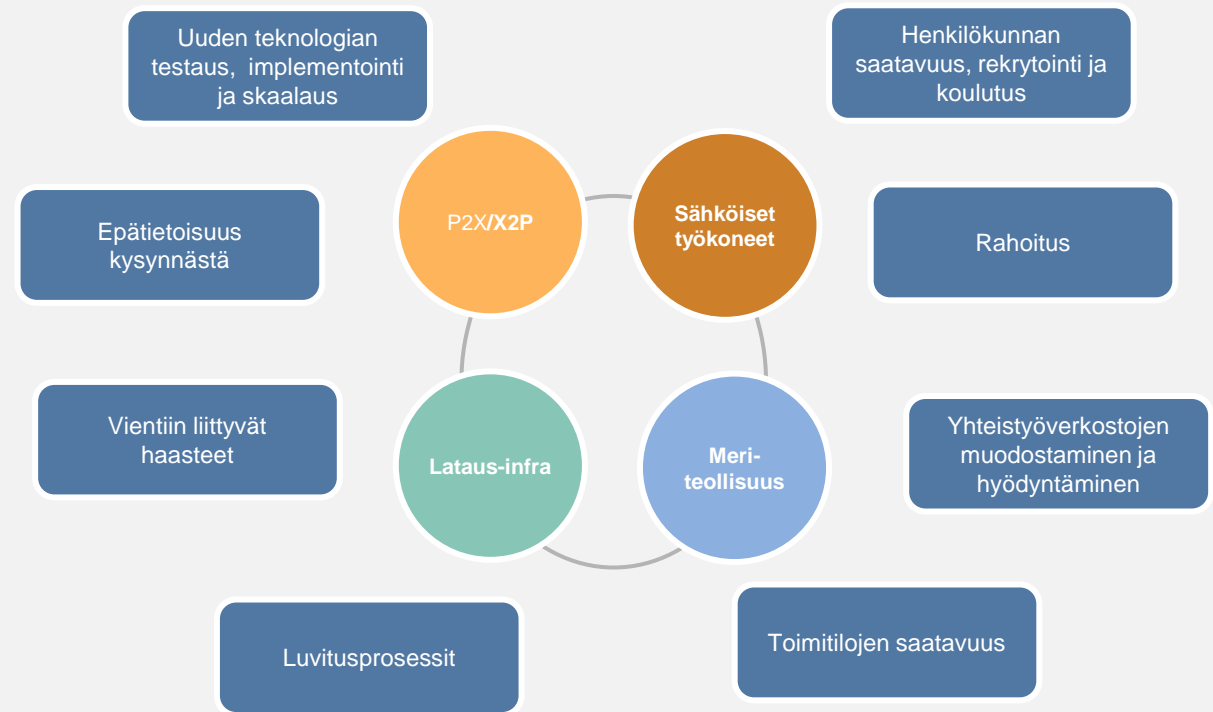 Uuden teknologian
testaus, implementointi
ja skaalaus
Henkilökunnan
saatavuus, rekrytointi ja
koulutus
P2X/X2P
Sähköiset
työkoneet
Epätietoisuus
kysynnästä
Rahoitus
Vientiin liittyvät
haasteet
Lataus-infra
Meri-
teollisuus
Yhteistyöverkostojen
muodostaminen ja
hyödyntäminen
Luvitusprosessit
Toimitilojen saatavuus